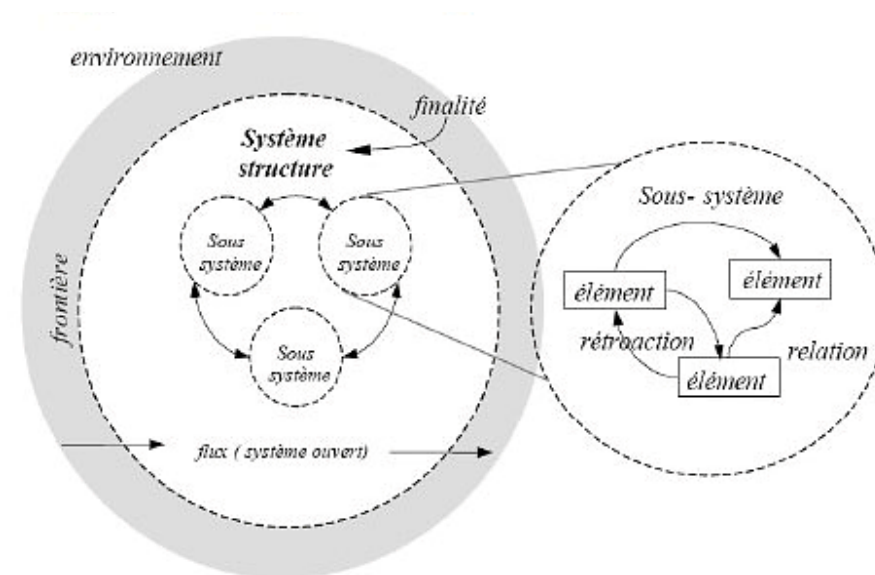 environnement
finalité
Système
structure
Sous
système
Sous
système
Sous
système
frontière
flux ( système ouvert)
Sous- système
élément
élément
rétroaction
relation
élément